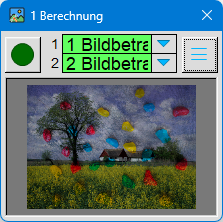 1 Berechnung
1 1 Bildbetra
2 2 Bildbetra